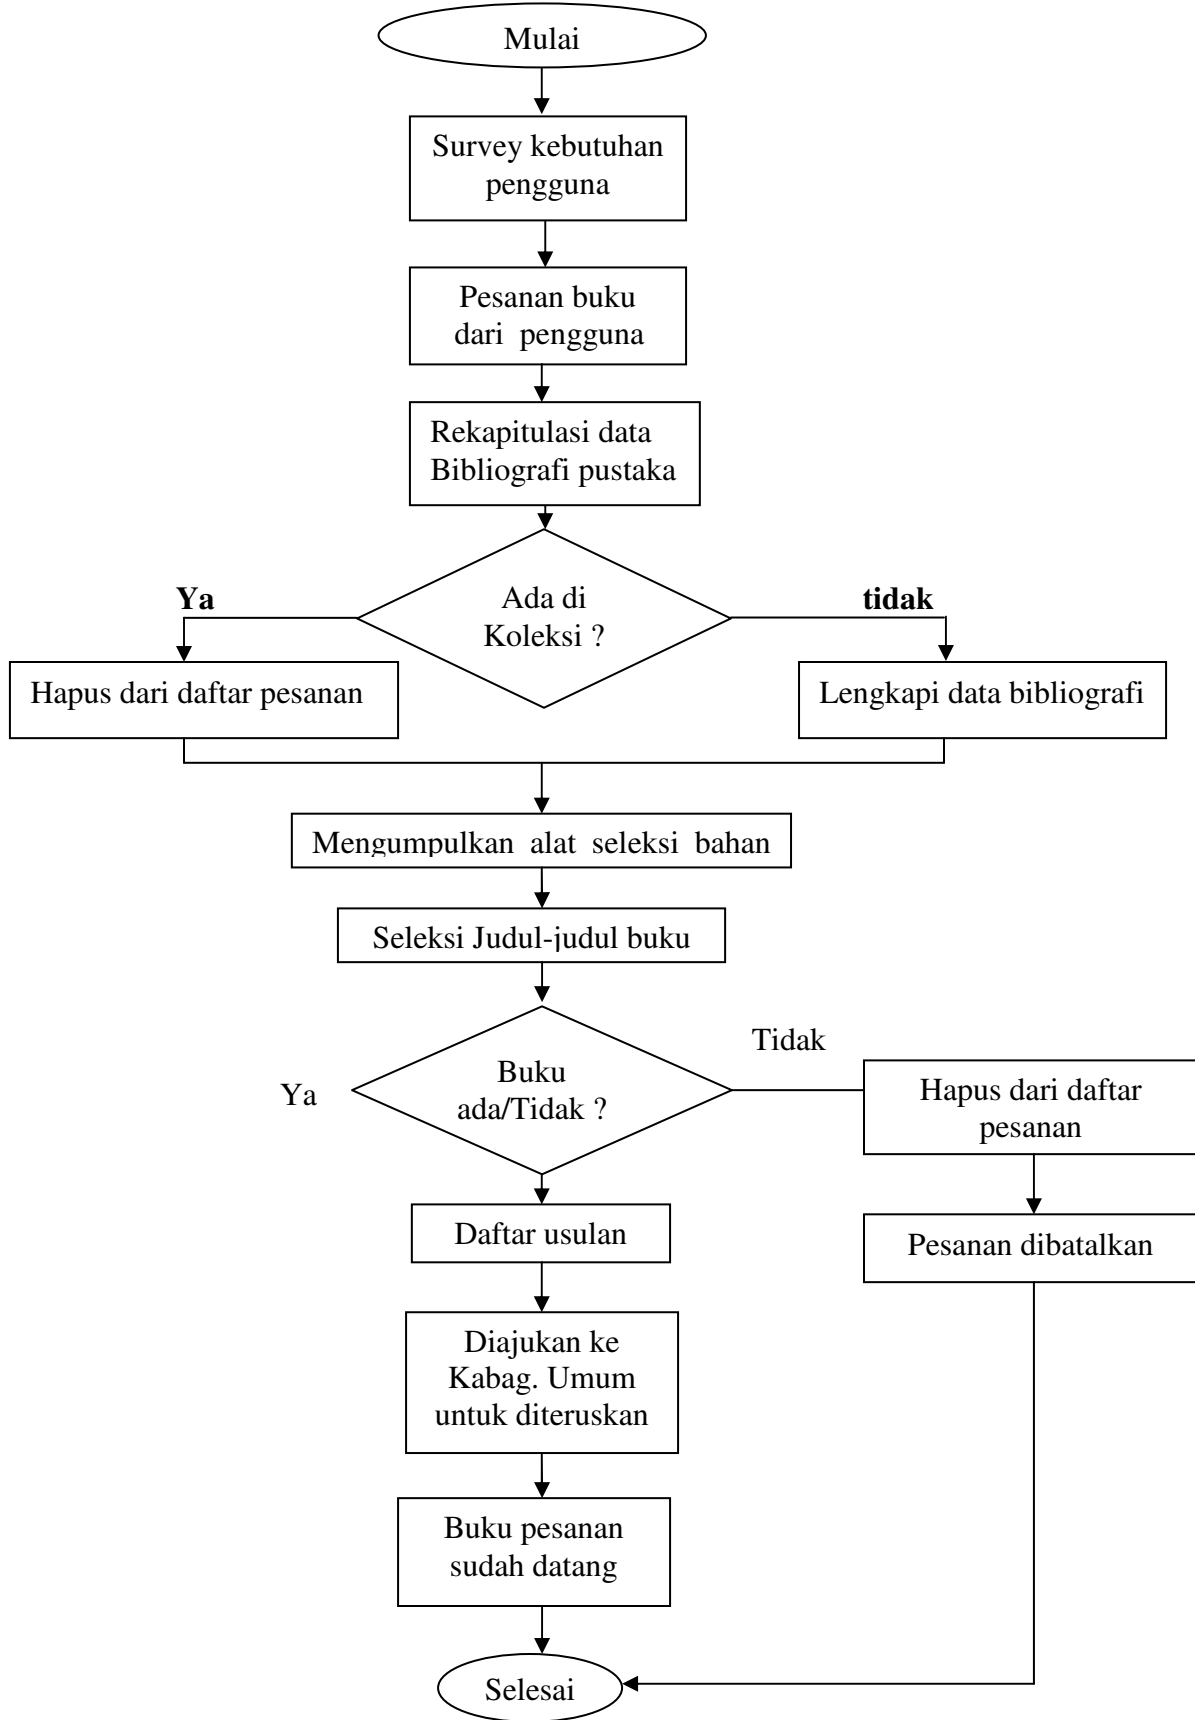 Mulai
Survey kebutuhan
pengguna
Pesanan buku
dari pengguna
Rekapitulasi data
Bibliografi pustaka
Ada di
Koleksi ?
Ya
tidak
Hapus dari daftar pesanan
Lengkapi data bibliografi
Mengumpulkan alat seleksi bahan
Seleksi Judul-judul buku
Buku
ada/Tidak ?
Ya
Tidak
Hapus dari daftar
pesanan
Daftar usulan
Pesanan dibatalkan
Diajukan ke
Kabag. Umum
untuk diteruskan
Buku pesanan
sudah datang
Selesai